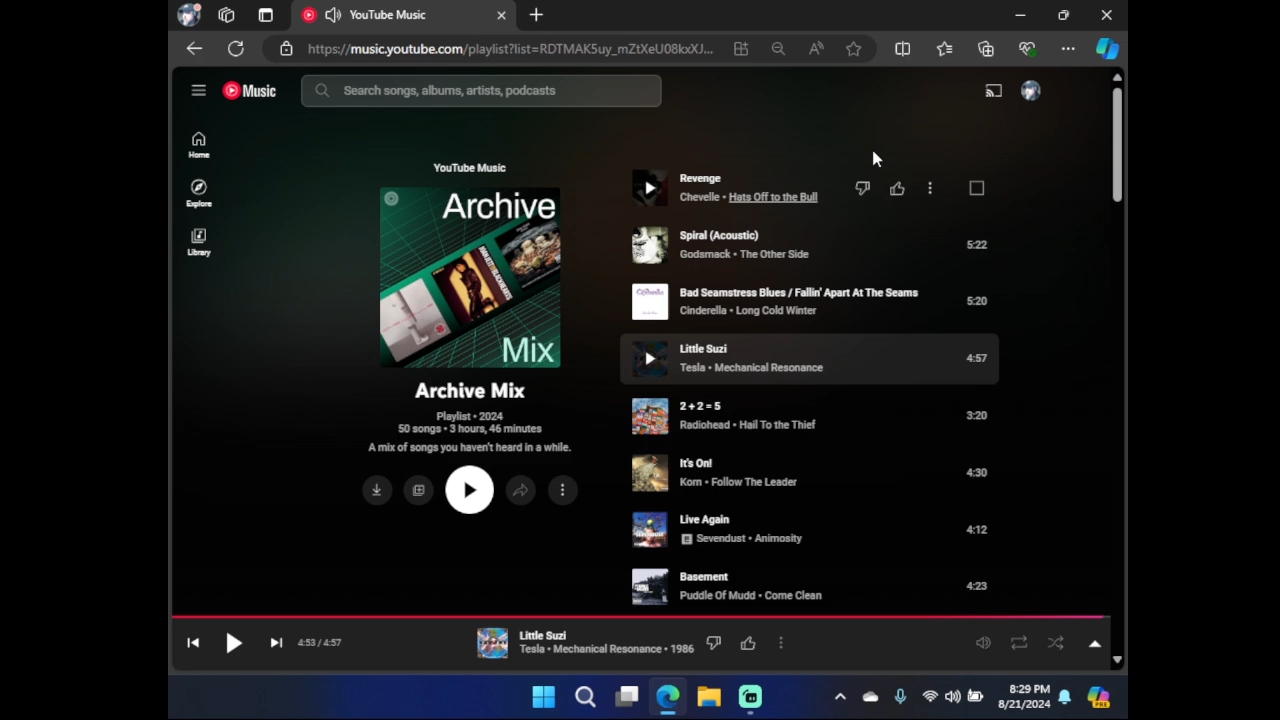 YouTube Music
https://music.youtube.com/playlist?list=RDTMAK5uy_mZtXeU08kxXJ...
Music
Search songs, albums, artists, podcasts
Home
Explore
Library
YouTube Music
Archive
Mix
Archive Mix
Playlist • 2024
50 songs • 3 hours, 46 minutes
A mix of songs you haven't heard in a while.
Revenge
Chevelle • Hats Off to the Bull
Spiral (Acoustic)
Godsmack • The Other Side
5:22
Bad Seamstress Blues / Fallin' Apart At The Seams
Cinderella • Long Cold Winter
5:20
Little Suzi
Tesla • Mechanical Resonance
4:57
2 + 2 = 5
Radiohead • Hail To the Thief
3:20
It's On!
Korn • Follow The Leader
4:30
Live Again
E Sevendust • Animosity
4:12
Basement
Puddle Of Mudd • Come Clean
4:23
4:53 / 4:57
Little Suzi
Tesla • Mechanical Resonance • 1986
8:29 PM
8/21/2024
PRE